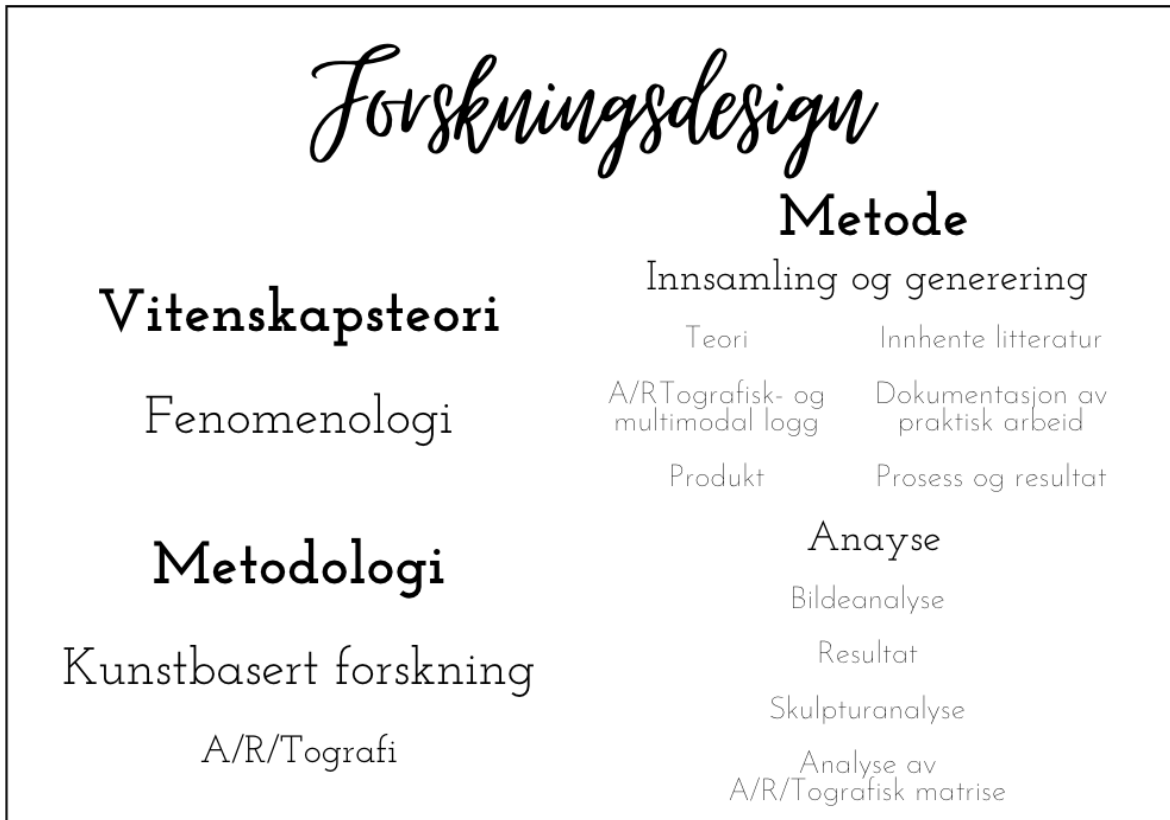 Forskningsdesign
Vitenskapsteori
Fenomenologi
Metodologi
Kunstbasert forskning
A/R/Tografi
Metode
Innsamling og generering
Teori
Innhente litteratur
A/RTografisk- og
multimodal logg
Dokumentasjon av
praktisk arbeid
Produkt
Prosess og resultat
Anayse
Bildeanalyse
Resultat
Skulpturanalyse
Analyse av
A/R/Tografisk matrise